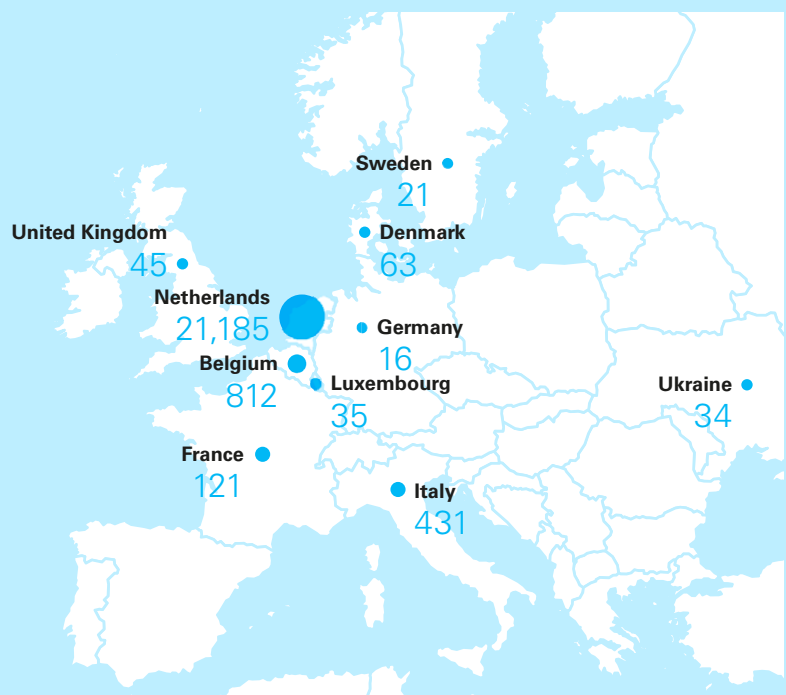 Sweden
21
United Kingdom
45
Denmark
63
Netherlands
21,185
Germany
16
Belgium
812
Luxembourg
35
Ukraine
34
France
121
Italy
431